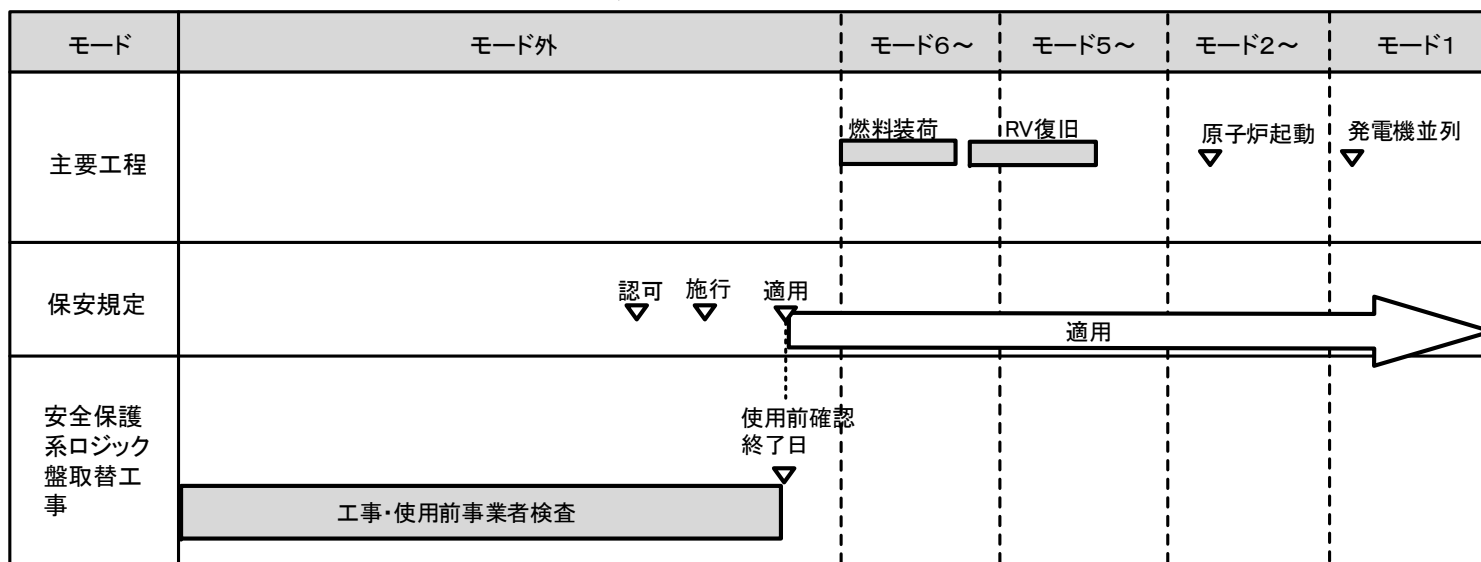 モード
モード外
モード6～
モード5～
モード2～
モード1
主要工程
燃料装荷
RV復旧
原子炉起動
発電機並列
保安規定
認可
施行
適用
適用
安全保護
系ロジック
盤取替工
事
使用前確認
終了日
工事・使用前事業者検査